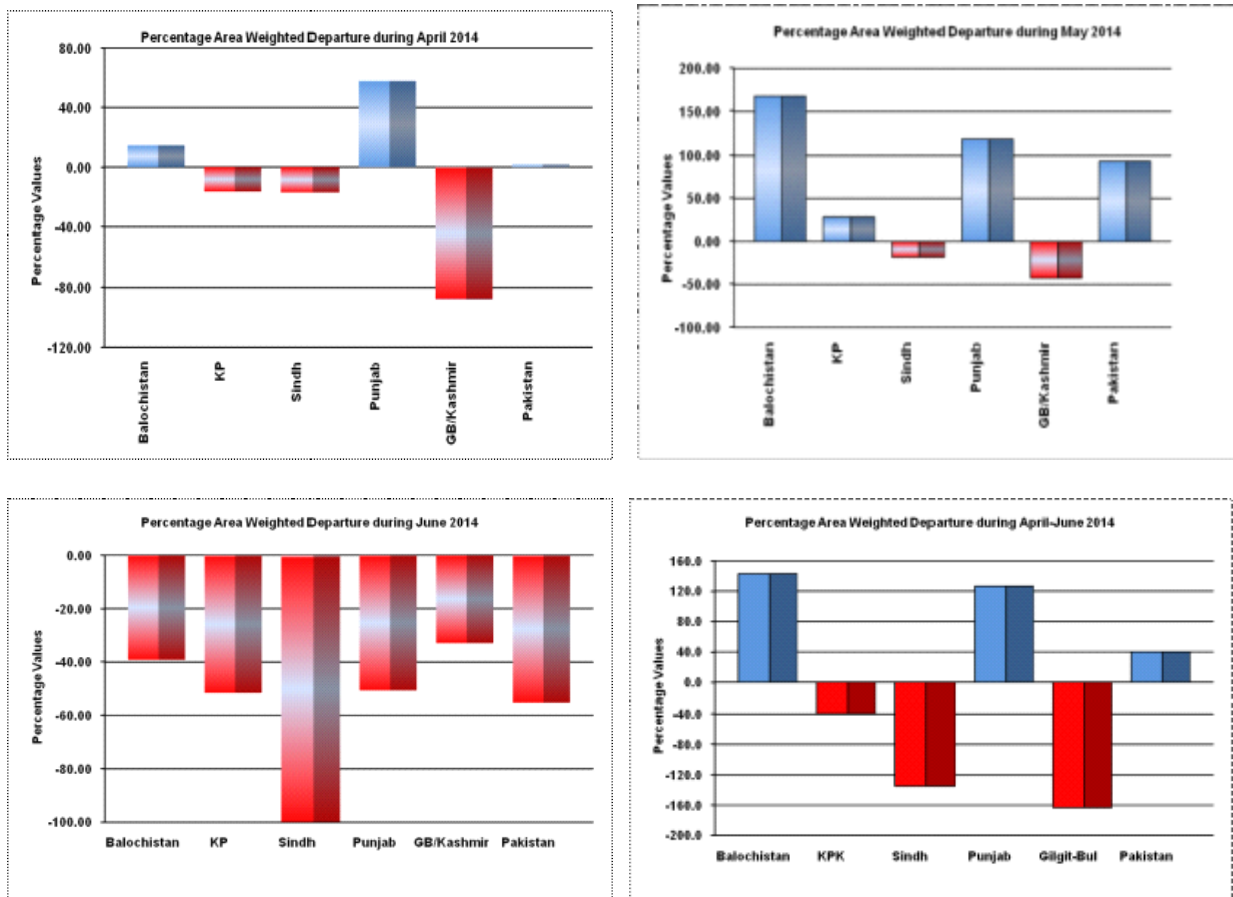 Percentage Area Weighted Departure during April 2014
80.00
40.00
0.00
-40.00
-80.00
-120.00
Percentage Values
Balochistan
KP
Sindh
Punjab
GB/Kashmir
Pakistan
Percentage Area Weighted Departure during May 2014
200.00
150.00
100.00
50.00
0.00
-50.00
-100.00
Percentage Values
Balochistan
KP
Sindh
Punjab
GB/Kashmir
Pakistan
Percentage Area Weighted Departure during June 2014
0.00
-20.00
-40.00
-60.00
-80.00
-100.00
Percentage Values
Balochistan KP Sindh Punjab GB/Kashmir Pakistan
Percentage Area Weighted Departure during April-June 2014
160.0
120.0
80.0
40.0
0.0
-40.0
-80.0
-120.0
-160.0
-200.0
Percentage Values
Balochistan KPK Sindh Punjab Gilgit-Bul Pakistan